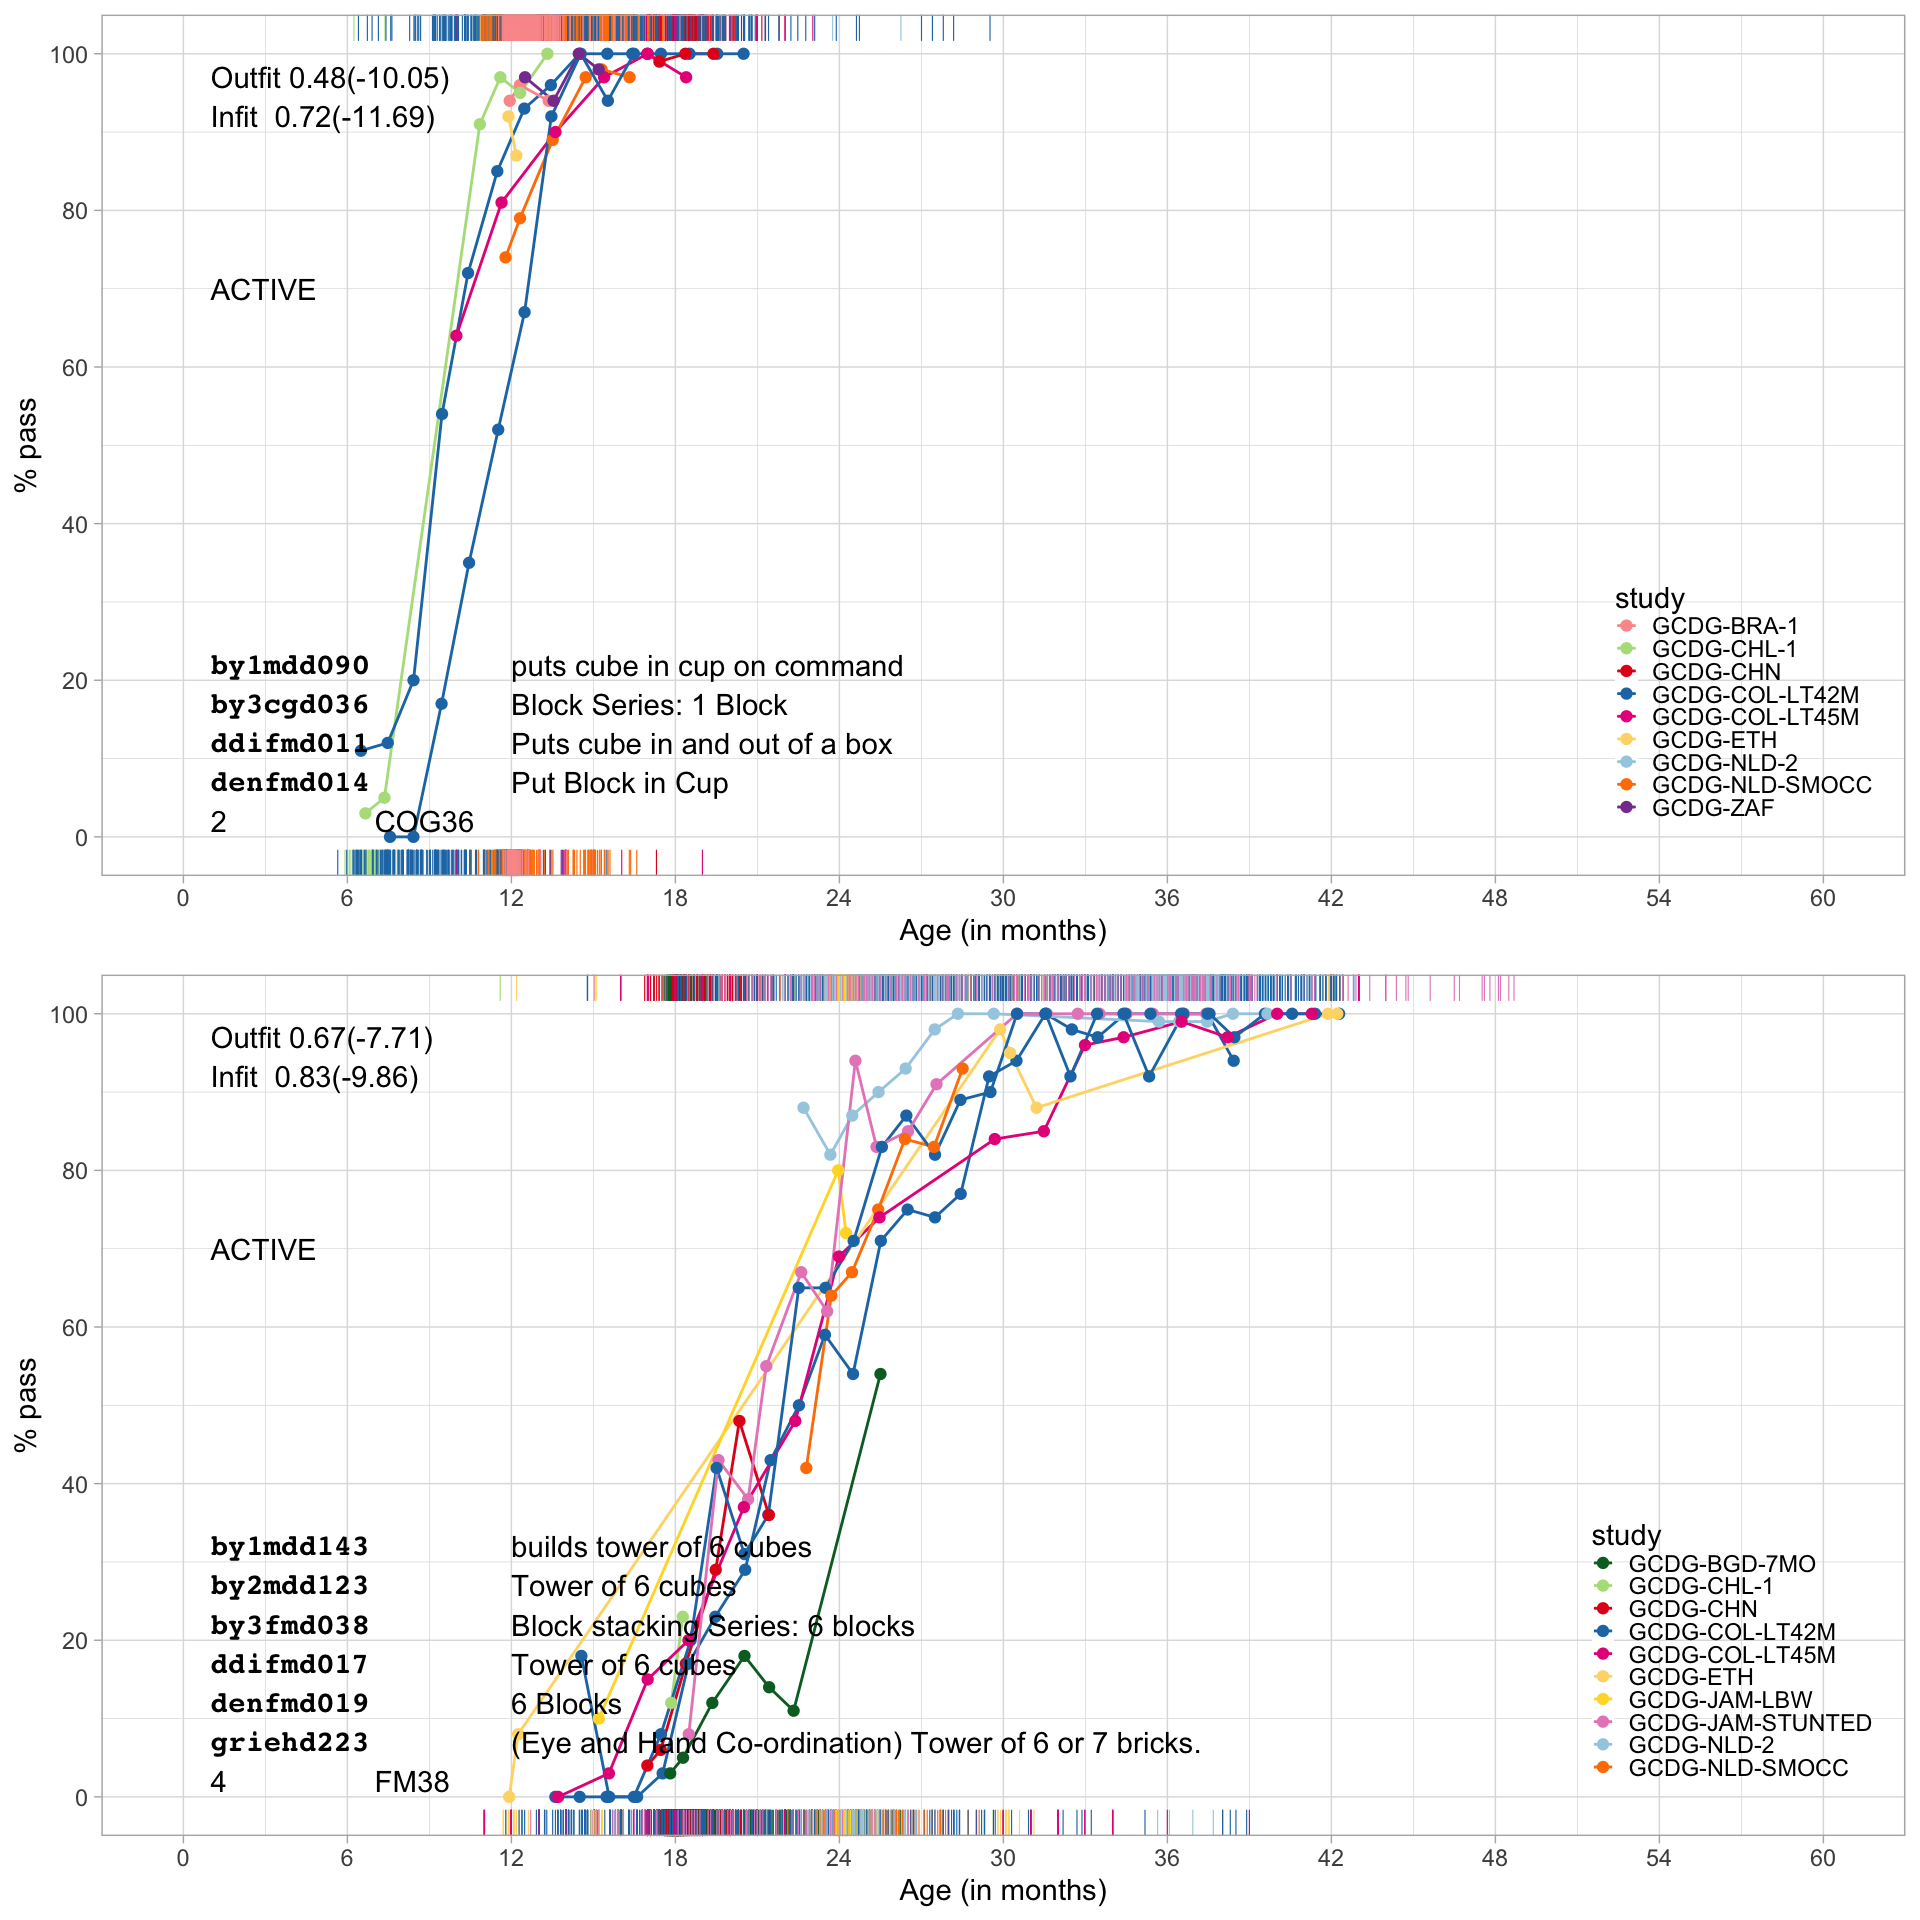 100
80
60
40
20
0
% pass
Outfit 0.48(-10.05)
Infit 0.72(-11.69)
ACTIVE
by1mdd090 puts cube in cup on command
by3cgd036 Block Series: 1 Block
ddifmd011 Puts cube in and out of a box
denfmd014 Put Block in Cup
2 COG36
study
GCDG-BRA-1
GCDG-CHL-1
GCDG-CHN
GCDG-COL-LT42M
GCDG-COL-LT45M
GCDG-ETH
GCDG-NLD-2
GCDG-NLD-SMOCC
GCDG-ZAF
0 6 12 18 24 30 36 42 48 54 60
Age (in months)
100
80
60
40
20
0
% pass
Outfit 0.67(-7.71)
Infit 0.83(-9.86)
ACTIVE
by1mdd143 builds tower of 6 cubes
by2mdd123 Tower of 6 cubes
by3fmd038 Block stacking Series: 6 blocks
ddifmd017 Tower of 6 cubes
denfmd019 6 Blocks
griehd223 (Eye and Hand Co-ordination) Tower of 6 or 7 bricks.
4 FM38
study
GCDG-BGD-7MO
GCDG-CHL-1
GCDG-CHN
GCDG-COL-LT42M
GCDG-COL-LT45M
GCDG-ETH
GCDG-JAM-LBW
GCDG-JAM-STUNTED
GCDG-NLD-2
GCDG-NLD-SMOCC
0 6 12 18 24 30 36 42 48 54 60
Age (in months)